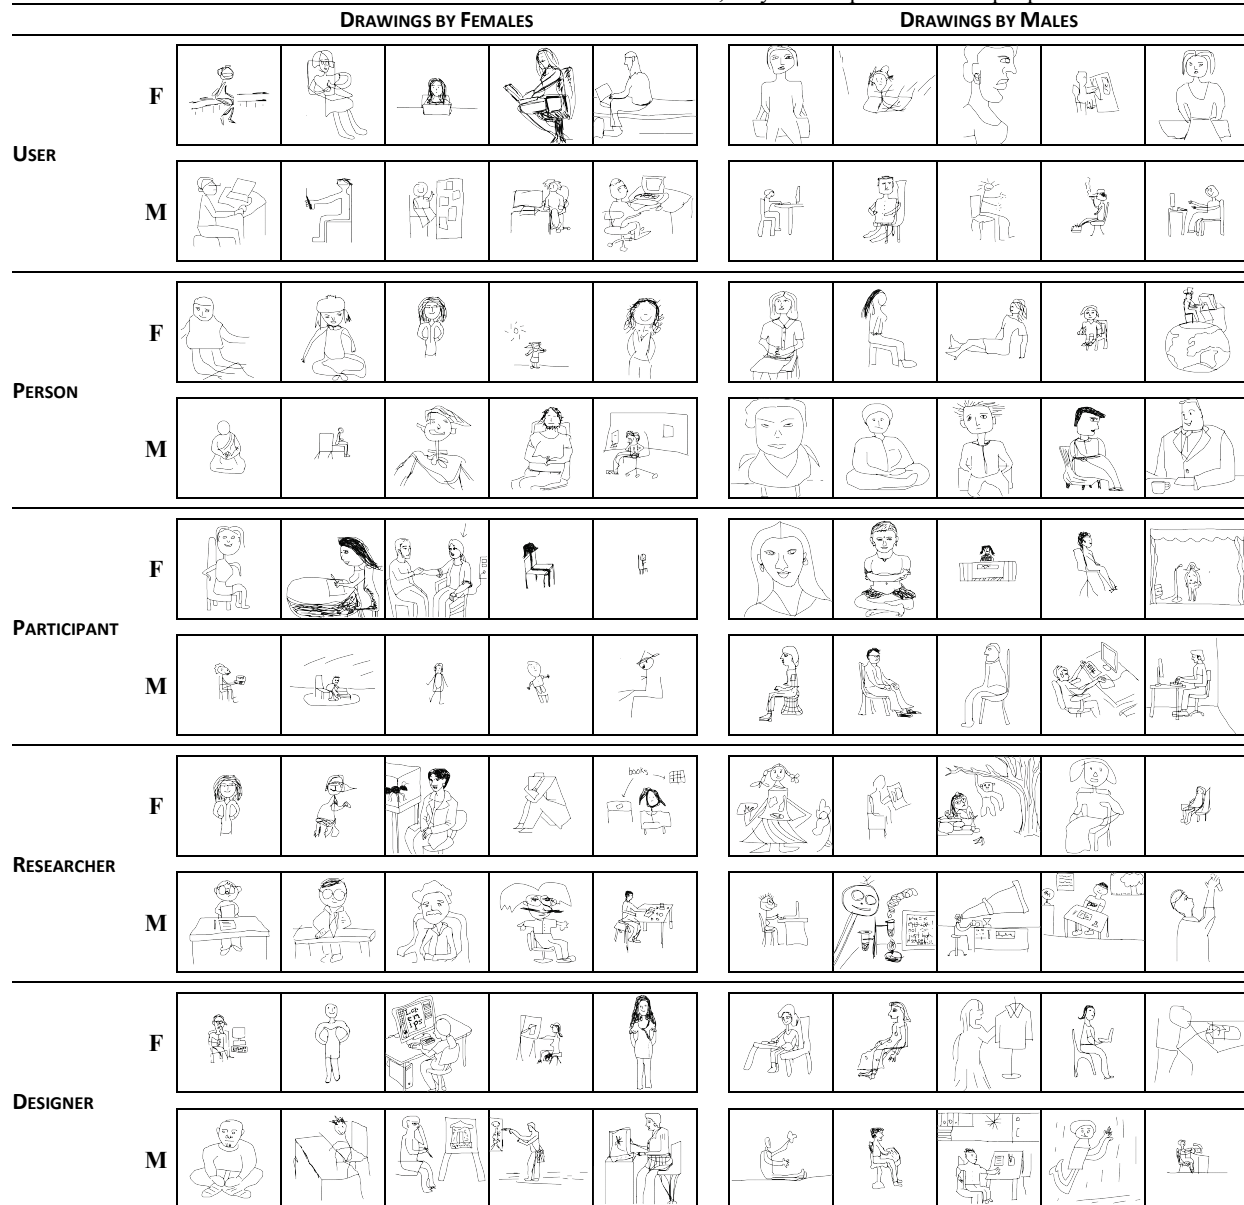 DRAWINGS BY FEMALES DRAWINGS BY MALES
F
USER
M
F
PERSON
M
F
PARTICIPANT
M
books
F
RESEARCHER
M
F
DESIGNER
M